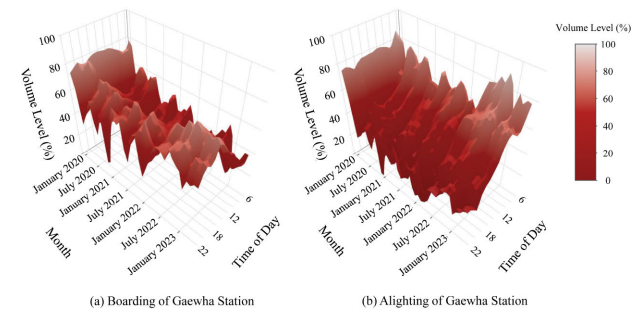 Volume Level (%)
100
80
60
40
20
0
100
80
60
40
20
Volume Level (%)
January 2020
July 2020
January 2021
July 2021
January 2022
July 2022
January 2023
Month
6
12
18
22
Time of Day
(a) Boarding of Gaewha Station
100
80
60
40
20
Volume Level (%)
January 2020
July 2020
January 2021
July 2021
January 2022
July 2022
January 2023
Month
6
12
18
22
Time of Day
(b) Alighting of Gaewha Station